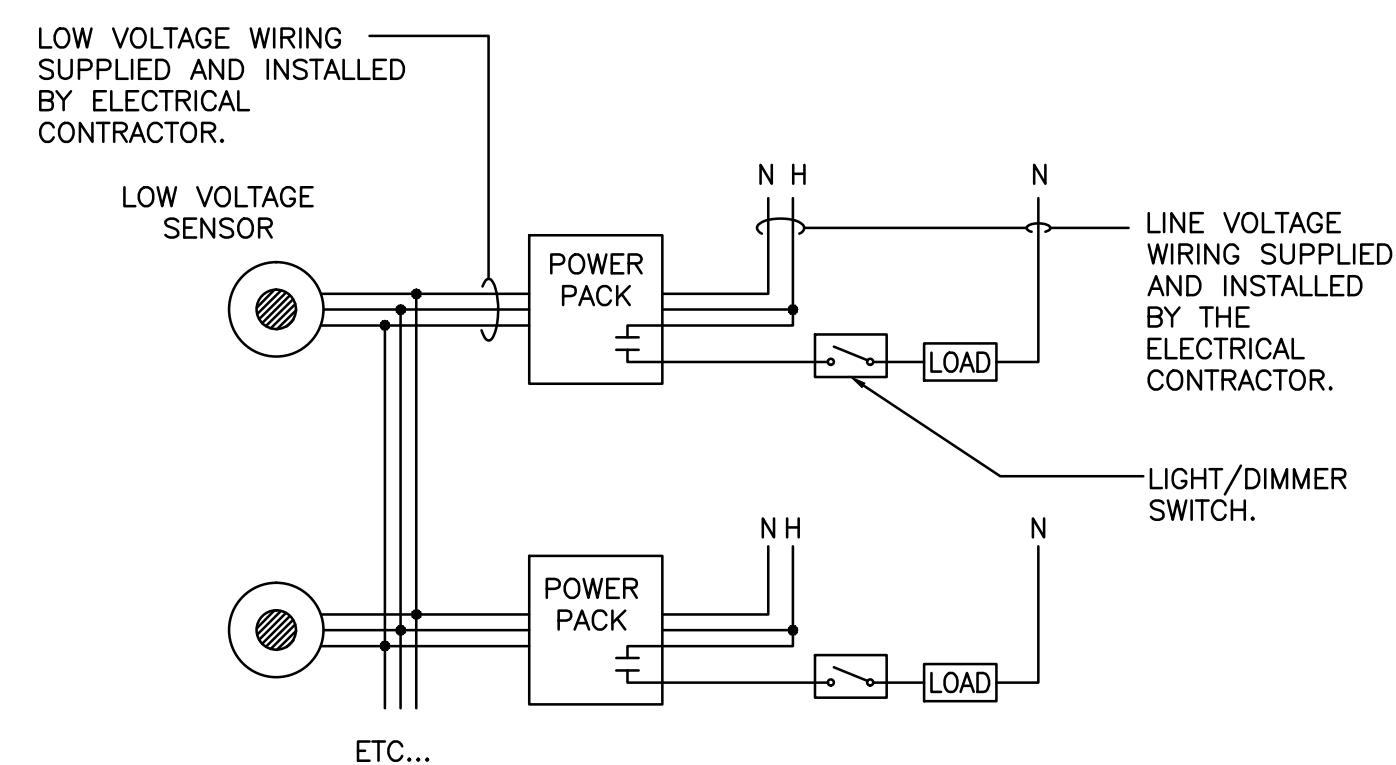 LOW VOLTAGE WIRING
SUPPLIED AND INSTALLED
BY ELECTRICAL
CONTRACTOR.
LOW VOLTAGE
SENSOR
POWER
PACK
N H
N
LINE VOLTAGE
WIRING SUPPLIED
AND INSTALLED
BY THE
ELECTRICAL
CONTRACTOR.
LOAD
LIGHT/DIMMER
SWITCH.
N H
N
POWER
PACK
LOAD
ETC...